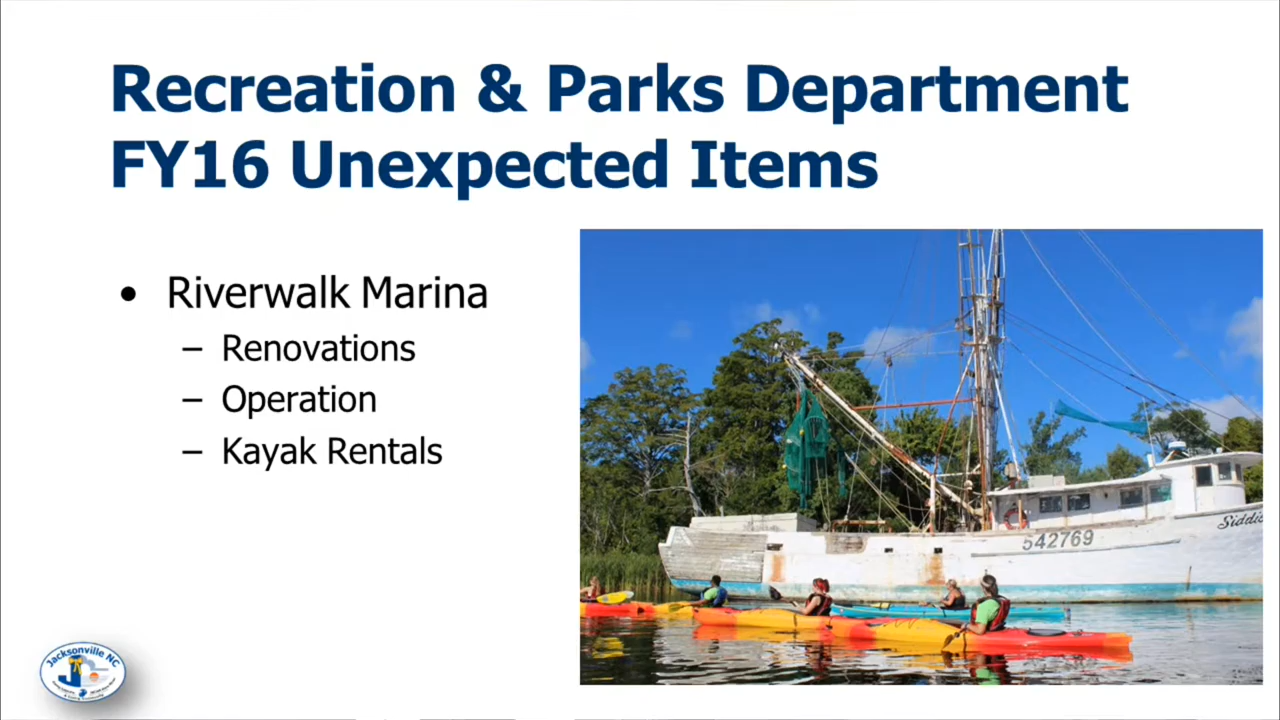 Recreation & Parks Department
FY16 Unexpected Items
• Riverwalk Marina
– Renovations
– Operation
– Kayak Rentals
542769
Jacksonville NC